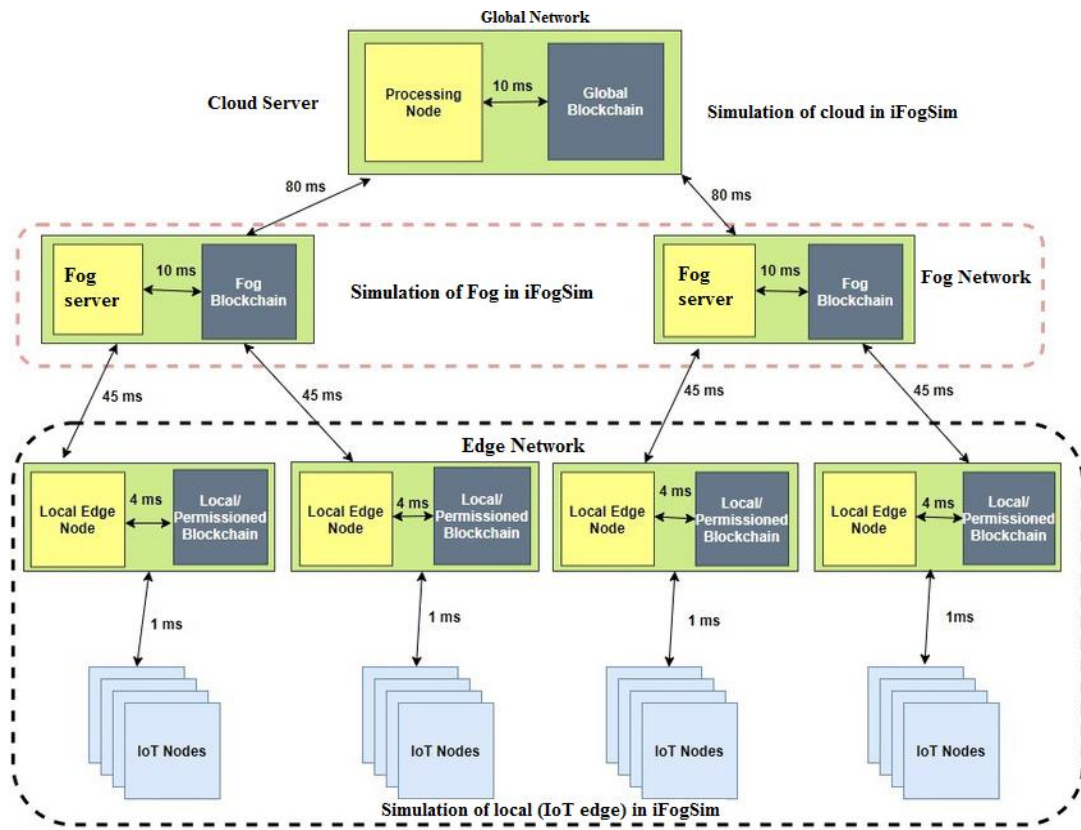 Global Network
Cloud Server
Processing
Node
10 ms
Global
Blockchain
Simulation of cloud in iFogSim
80 ms
80 ms
Fog
server
10 ms
Fog
Blockchain
Simulation of Fog in iFogSim
Fog
server
10 ms
Fog
Blockchain
Fog Network
45 ms
45 ms
45 ms
45 ms
Edge Network
Local Edge
Node
4 ms
Local/
Permissioned
Blockchain
Local Edge
Node
4 ms
Local/
Permissioned
Blockchain
Local Edge
Node
4 ms
Local/
Permissioned
Blockchain
Local Edge
Node
4 ms
Local/
Permissioned
Blockchain
1 ms
1 ms
1 ms
1ms
IoT Nodes
IoT Nodes
IoT Nodes
IoT Nodes
Simulation of local (IoT edge) in iFogSim